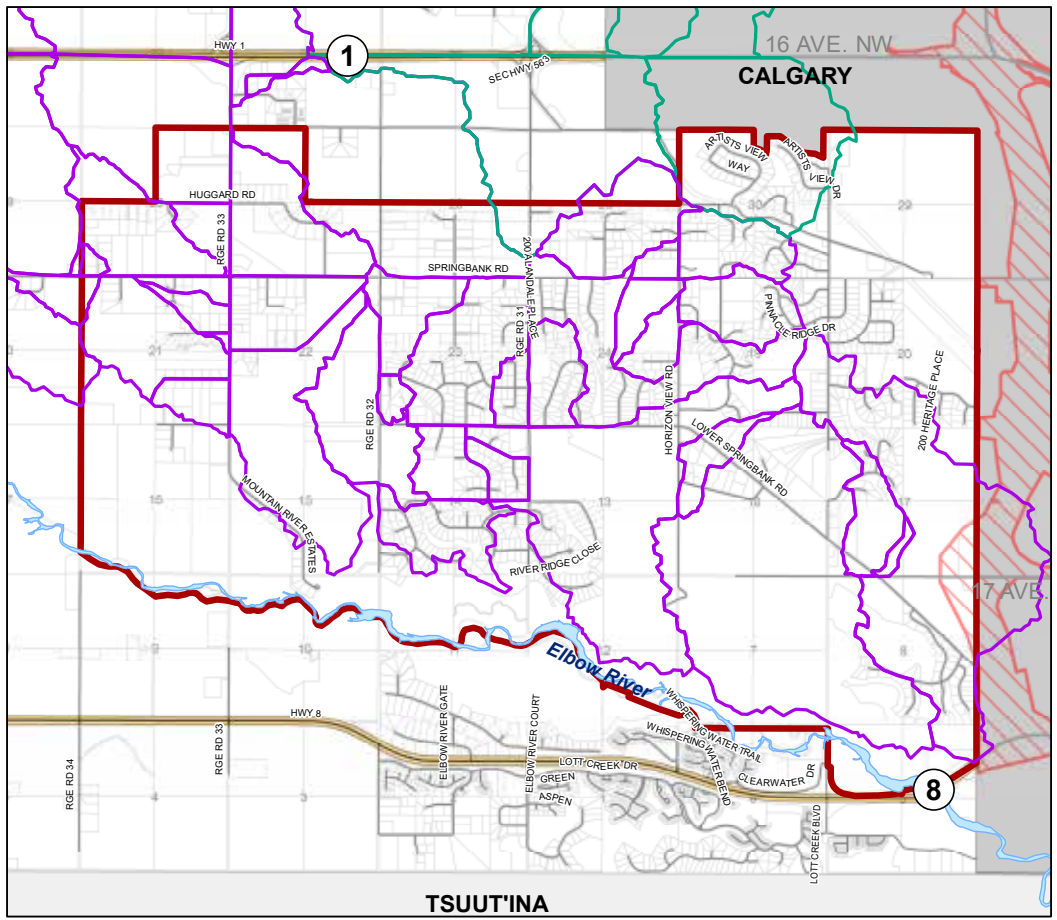 HWY 1
1
16 AVE. NW
SEC HWY 563
CALGARY
ARTISTS VIEW
WAY
ARTISTS
VIEW DR
30
29
HUGGARD RD
RGE RD 33
200 ALANDALE PLACE
SPRINGBANK RD
RGE RD 31
PINNACLE RIDGE DR
21
22
23
24
19
20
200 HERITAGE PLACE
HORIZON VIEW RD
RGE RD 32
LOWER SPRINGBANK RD
MOUNTAIN RIVER ESTATES
15
13
17
RIVER RIDGE CLOSE
17 AVE.
9
10
12
7
8
Elbow River
WHISPERING WATER TRAIL
HWY 8
ELBOW RIVER GATE
ELBOW RIVER COURT
WHISPERING WATER BEND
RGE RD 33
RGE RD 34
LOTT CREEK DR
GREEN
ASPEN
CLEARWATER
DR
8
4
3
LOTT CREEK BLVD
TSUUT'INA